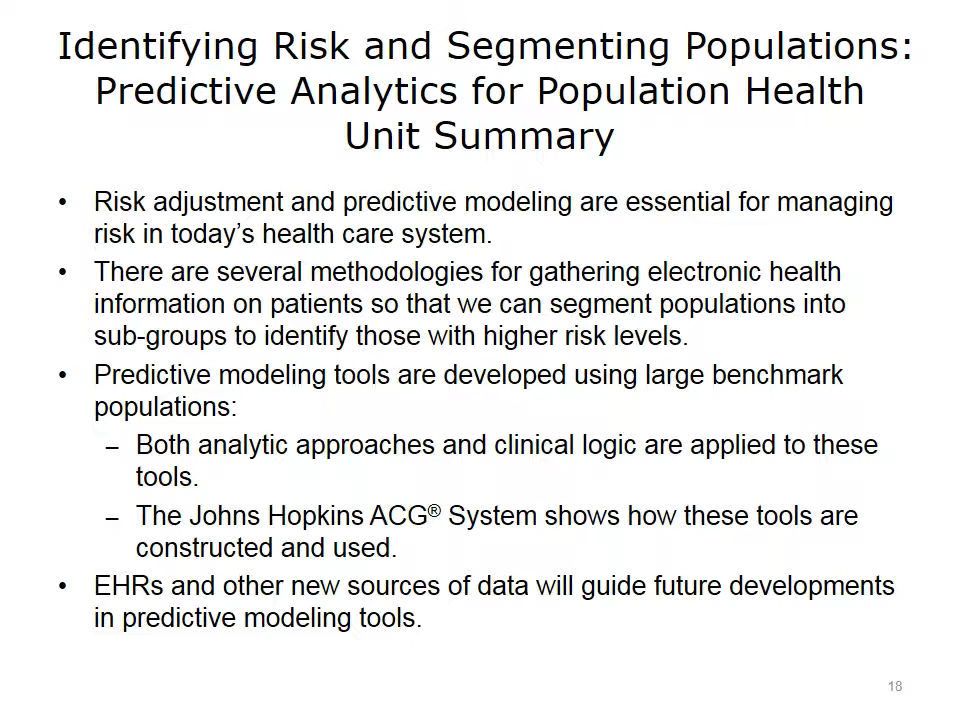 Identifying Risk and Segmenting Populations:
Predictive Analytics for Population Health
Unit Summary
• Risk adjustment and predictive modeling are essential for managing
risk in today’s health care system.
• There are several methodologies for gathering electronic health
information on patients so that we can segment populations into
sub-groups to identify those with higher risk levels.
• Predictive modeling tools are developed using large benchmark
populations:
– Both analytic approaches and clinical logic are applied to these
tools.
– The Johns Hopkins ACG® System shows how these tools are
constructed and used.
• EHRs and other new sources of data will guide future developments
in predictive modeling tools.
18